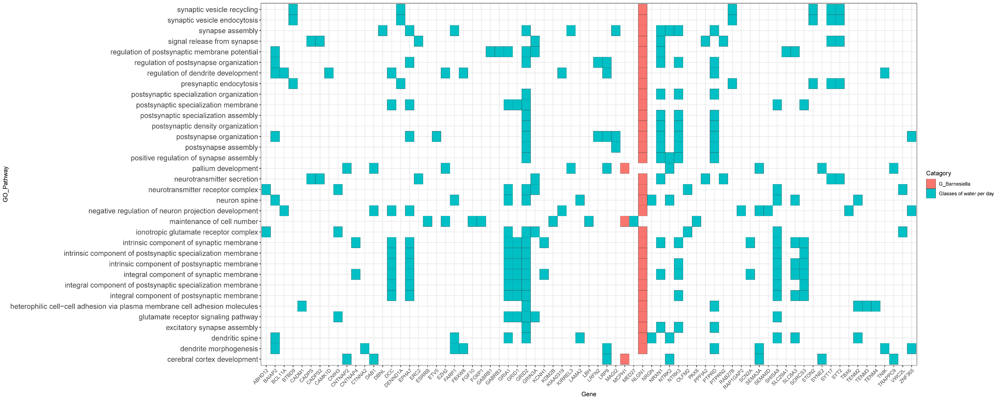 synaptic vesicle recycling
synaptic vesicle endocytosis
synapse assembly
signal release from synapse
regulation of postsynaptic membrane potential
regulation of postsynapse organization
regulation of dendrite development
presynaptic endocytosis
postsynaptic specialization organization
postsynaptic specialization membrane
postsynaptic specialization assembly
postsynaptic density organization
postsynapse organization
postsynapse assembly
positive regulation of synapse assembly
pallium development
neurotransmitter secretion
neurotransmitter receptor complex
neuron spine
negative regulation of neuron projection development
maintenance of cell number
ionotropic glutamate receptor complex
intrinsic component of synaptic membrane
intrinsic component of postsynaptic specialization membrane
intrinsic component of postsynaptic membrane
integral component of synaptic membrane
integral component of postsynaptic specialization membrane
integral component of postsynaptic membrane
heterophilic cell−cell adhesion via plasma membrane cell adhesion molecules
glutamate receptor signaling pathway
excitatory synapse assembly
dendritic spine
dendrite morphogenesis
cerebral cortex development
GO_Pathway
ABHD12
BAIAP2
BCL11A
BTBD9
CADM1
CADPS
CADPS2
CAMK1D
CNIH3
CNTNAP2
CNTNAP4
CTNNA2
DAB1
DBNL
DCC
DENND1A
EPHA7
ERC2
ESRRB
ETV5
EZH2
FARP1
FBXW8
FGF10
FOXP1
GABRB1
GABRB3
GRIA1
GRID1
GRID2
GRIN3A
KCNH1
KDM2B
KIAA0319
KIRREL3
LAMA2
LBH
LRFN2
LRP8
MAGI2
MCPH1
MED27
NLGN1
NRGN
NRXN1
NTRK2
NTRK3
OLFM2
PAX8
PPFIA2
PTPRD
PTPRN2
RAB27B
RAP1GAP2
SCN2A
SEMA3A
SEMA6D
SHISA9
SLC29A1
SLC8A3
SORCS3
STON2
SYNE2
SYT17
SYT2
TBX6
TENM2
TENM3
TENM4
TNIK
TRAPPC9
VWC2L
ZNF365
Gene
Catagory
G_Barnesiella
Glasses of water per day